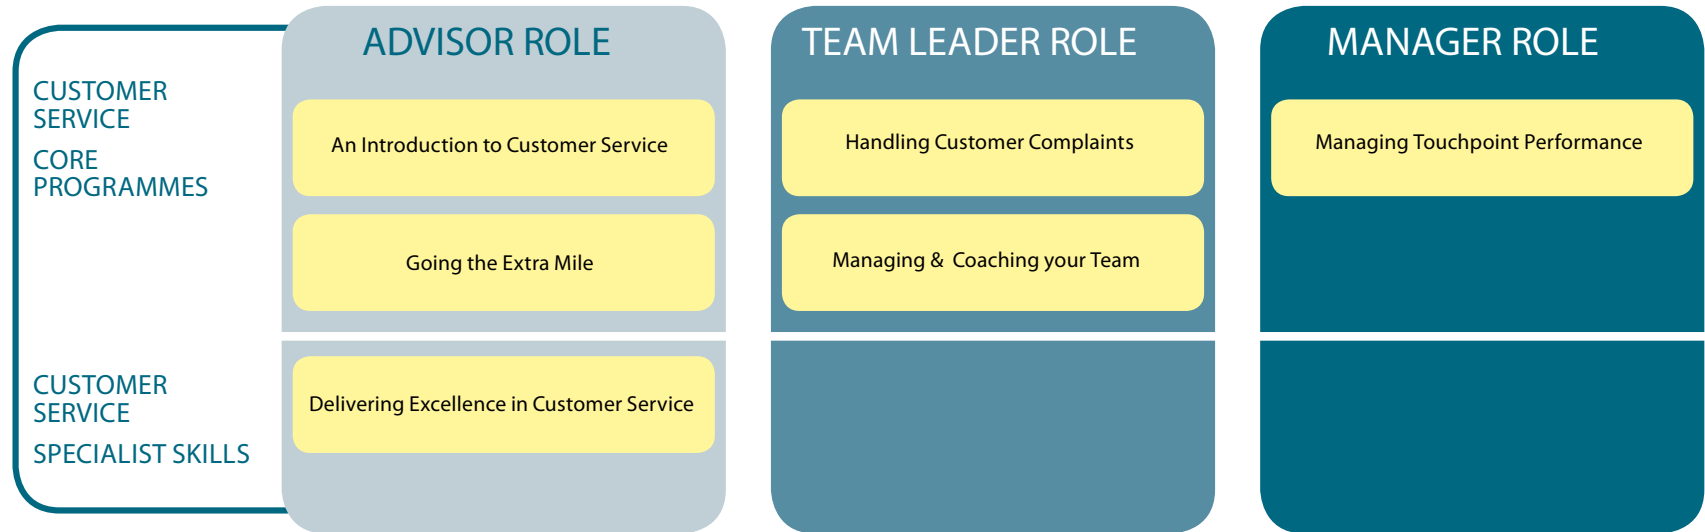 ADVISOR ROLE
TEAM LEADER ROLE
MANAGER ROLE
CUSTOMER
SERVICE
CORE
PROGRAMMES
An Introduction to Customer Service
Handling Customer Complaints
Managing Touchpoint Performance
Going the Extra Mile
Managing & Coaching your Team
CUSTOMER
SERVICE
SPECIALIST SKILLS
Delivering Excellence in Customer Service